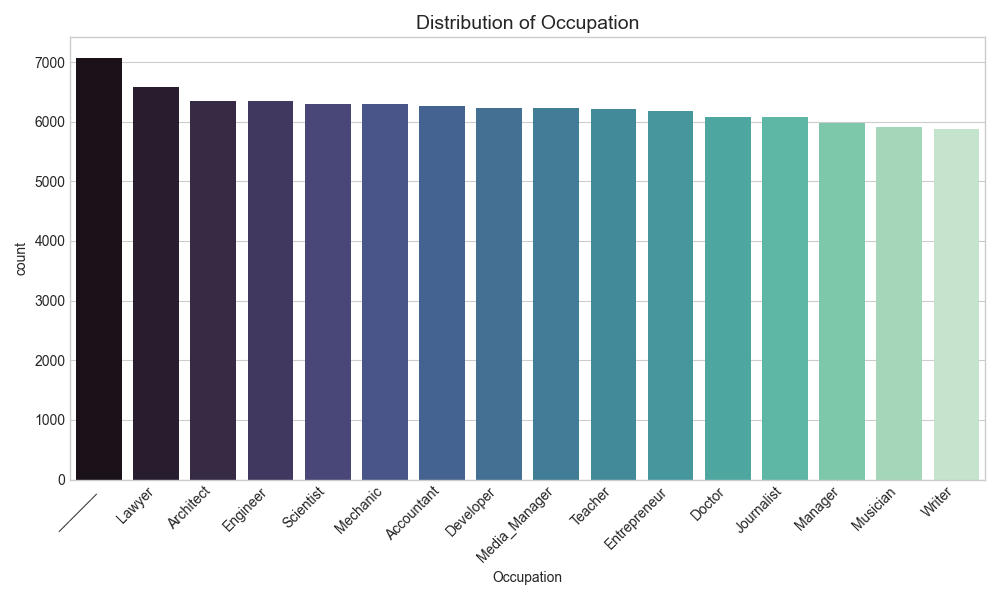 Distribution of Occupation
7000
6000
5000
4000
3000
2000
1000
0
count
_______
Lawyer
Architect
Engineer
Scientist
Mechanic
Accountant
Developer
Media_Manager
Teacher
Entrepreneur
Doctor
Journalist
Manager
Musician
Writer
Occupation